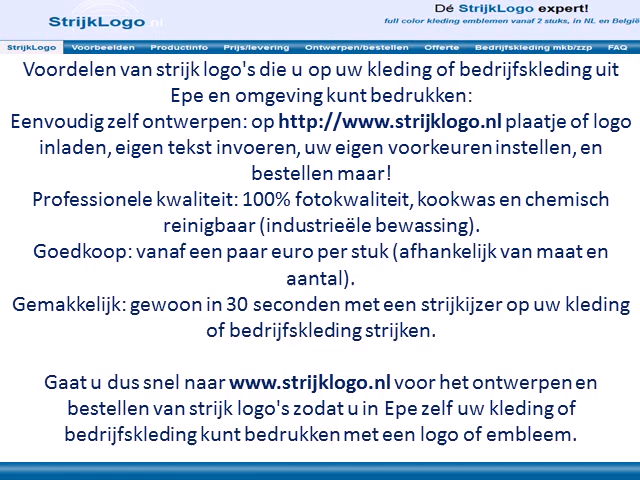 StrijkLogo.nl
Dé StrijkLogo expert!
full color kleding emblemen vanaf 2 stuks, in NL en België
StrijkLogo Voorbeelden Productinfo Prijs/levering Ontwerpen/bestellen Offerte Bedrijfskleding mkb/zzp FAQ
Voordelen van strijk logo's die u op uw kleding of bedrijfskleding uit
Epe en omgeving kunt bedrukken:
Eenvoudig zelf ontwerpen: op http://www.strijklogo.nl plaatje of logo
inladen, eigen tekst invoeren, uw eigen voorkeuren instellen, en
bestellen maar!
Professionele kwaliteit: 100% fotokwaliteit, kookwas en chemisch
reinigbaar (industrieële bewassing).
Goedkoop: vanaf een paar euro per stuk (afhankelijk van maat en
aantal).
Gemakkelijk: gewoon in 30 seconden met een strijkijzer op uw kleding
of bedrijfskleding strijken.
Gaat u dus snel naar www.strijklogo.nl voor het ontwerpen en
bestellen van strijk logo's zodat u in Epe zelf uw kleding of
bedrijfskleding kunt bedrukken met een logo of embleem.